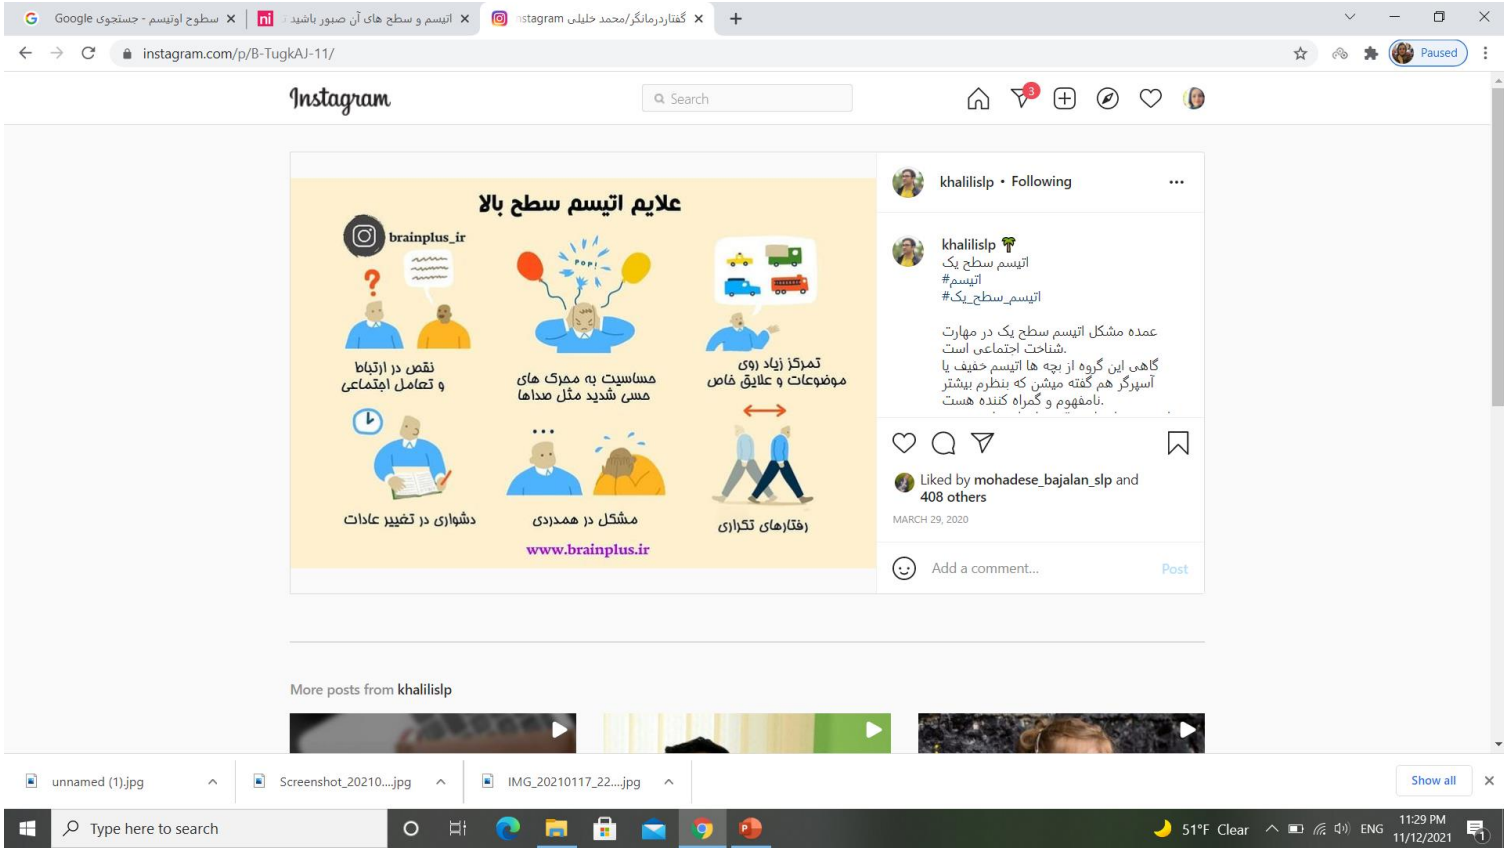 سطوح اوتیسم - جستجوی Google
اتیسم و سطح های آن صبور باشید
گفتاردرمانگر/محمد خلیلی
instagram.com/p/B-TugkAJ-11/
Paused
Instagram
Search
3
علایم اتیسم سطح بالا
brainplus_ir
?
POP!
نقص در ارتباط
و تعامل اجتماعی
حساسیت به محرک های
حسی شدید مثل صداها
تمرکز زیاد روی
موضوعات و علایق خاص
...
دشواری در تغییر عادات
مشکل در همدردی
رفتارهای تکراری
www.brainplus.ir
khalilislp • Following
khalilislp 🌴
اتیسم سطح یک
#اتیسم
#اتیسم_سطح_یک
عمده مشکل اتیسم سطح یک در مهارت
شناخت اجتماعی است.
گاهی این گروه از بچه ها اتیسم خفیف یا
آسپرگر هم گفته میشن که بنظرم بیشتر
نامفهوم و گمراه کننده هست.
Liked by mohadese_bajalan_slp and
408 others
MARCH 29, 2020
Add a comment...
Post
More posts from khalilislp
unnamed (1).jpg
Screenshot_20210....jpg
IMG_20210117_22....jpg
Show all
Type here to search
51°F Clear
ENG
11:29 PM
11/12/2021
1